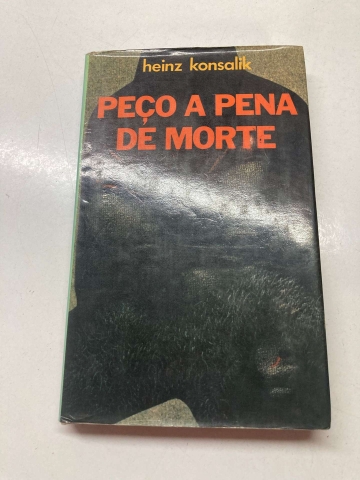 heinz konsalik
PEÇO A PENA
DE MORTE